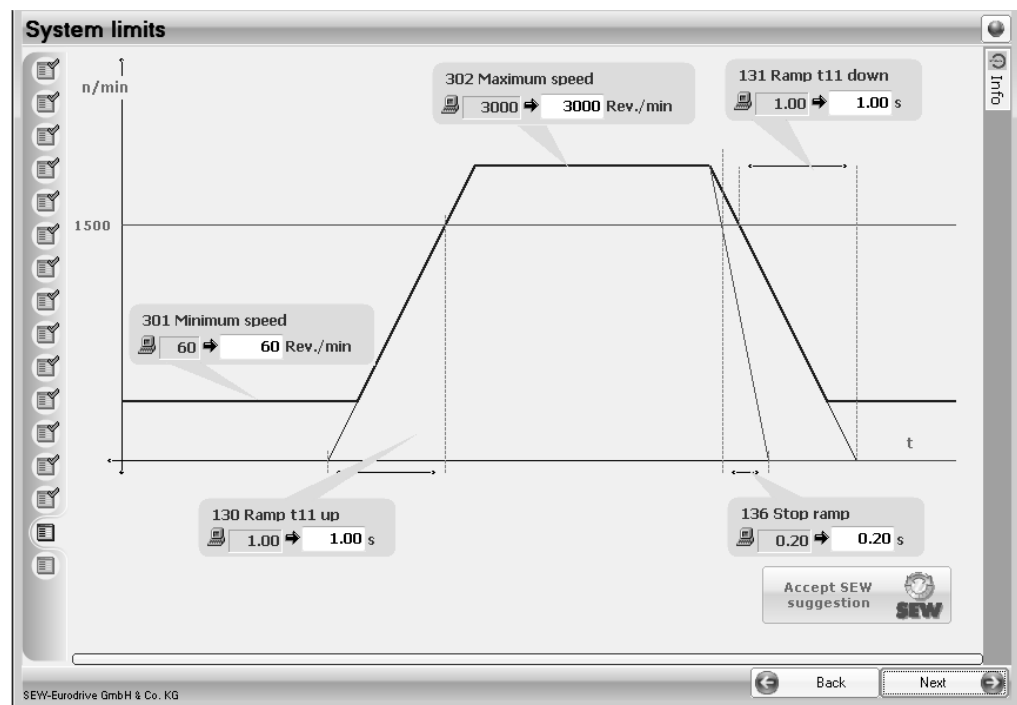 System limits
n/min
302 Maximum speed
3000 3000 Rev./min
131 Ramp t11 down
1.00 1.00 s
Info
1500
301 Minimum speed
60 60 Rev./min
t
130 Ramp t11 up
1.00 1.00 s
136 Stop ramp
0.20 0.20 s
Accept SEW
suggestion
SEW
SEW-Eurodrive GmbH & Co. KG
Back
Next